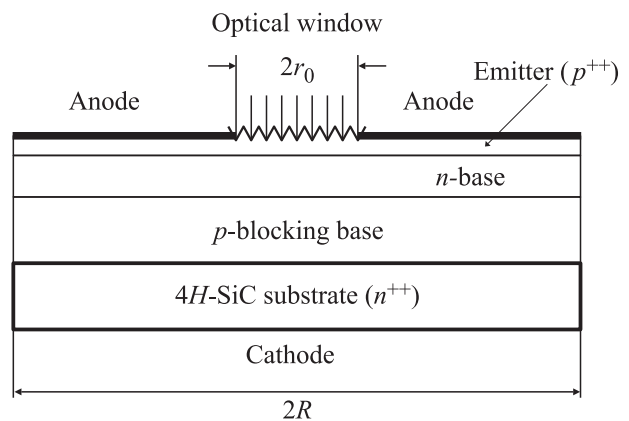 Optical window
2r₀
Emitter (p⁺⁺)
Anode
Anode
n-base
p-blocking base
4H-SiC substrate (n⁺⁺)
Cathode
2R